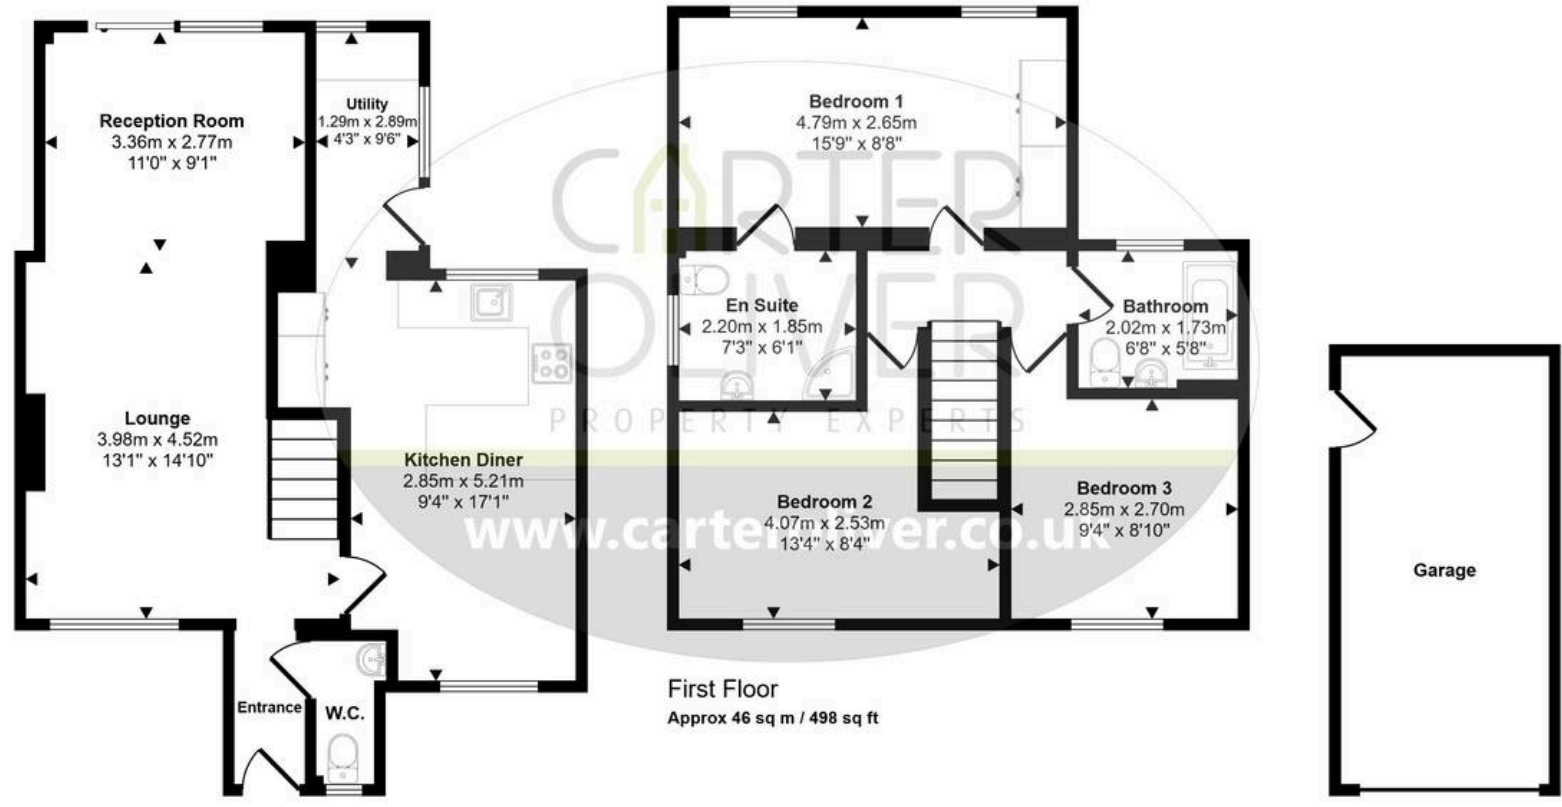 Reception Room
3.36m x 2.77m
11'0" x 9'1"
Utility
1.29m x 2.89m
4'3" x 9'6"
Lounge
3.98m x 4.52m
13'1" x 14'10"
Kitchen Diner
2.85m x 5.21m
9'4" x 17'1"
Entrance
W.C.
Bedroom 1
4.79m x 2.65m
15'9" x 8'8"
En Suite
2.20m x 1.85m
7'3" x 6'1"
Bathroom
2.02m x 1.73m
6'8" x 5'8"
Bedroom 2
4.07m x 2.53m
13'4" x 8'4"
Bedroom 3
2.85m x 2.70m
9'4" x 8'10"
First Floor
Approx 46 sq m / 498 sq ft
Garage
CARTER
OLIVER
PROPERTY EXPERTS
www.carteroliver.co.uk